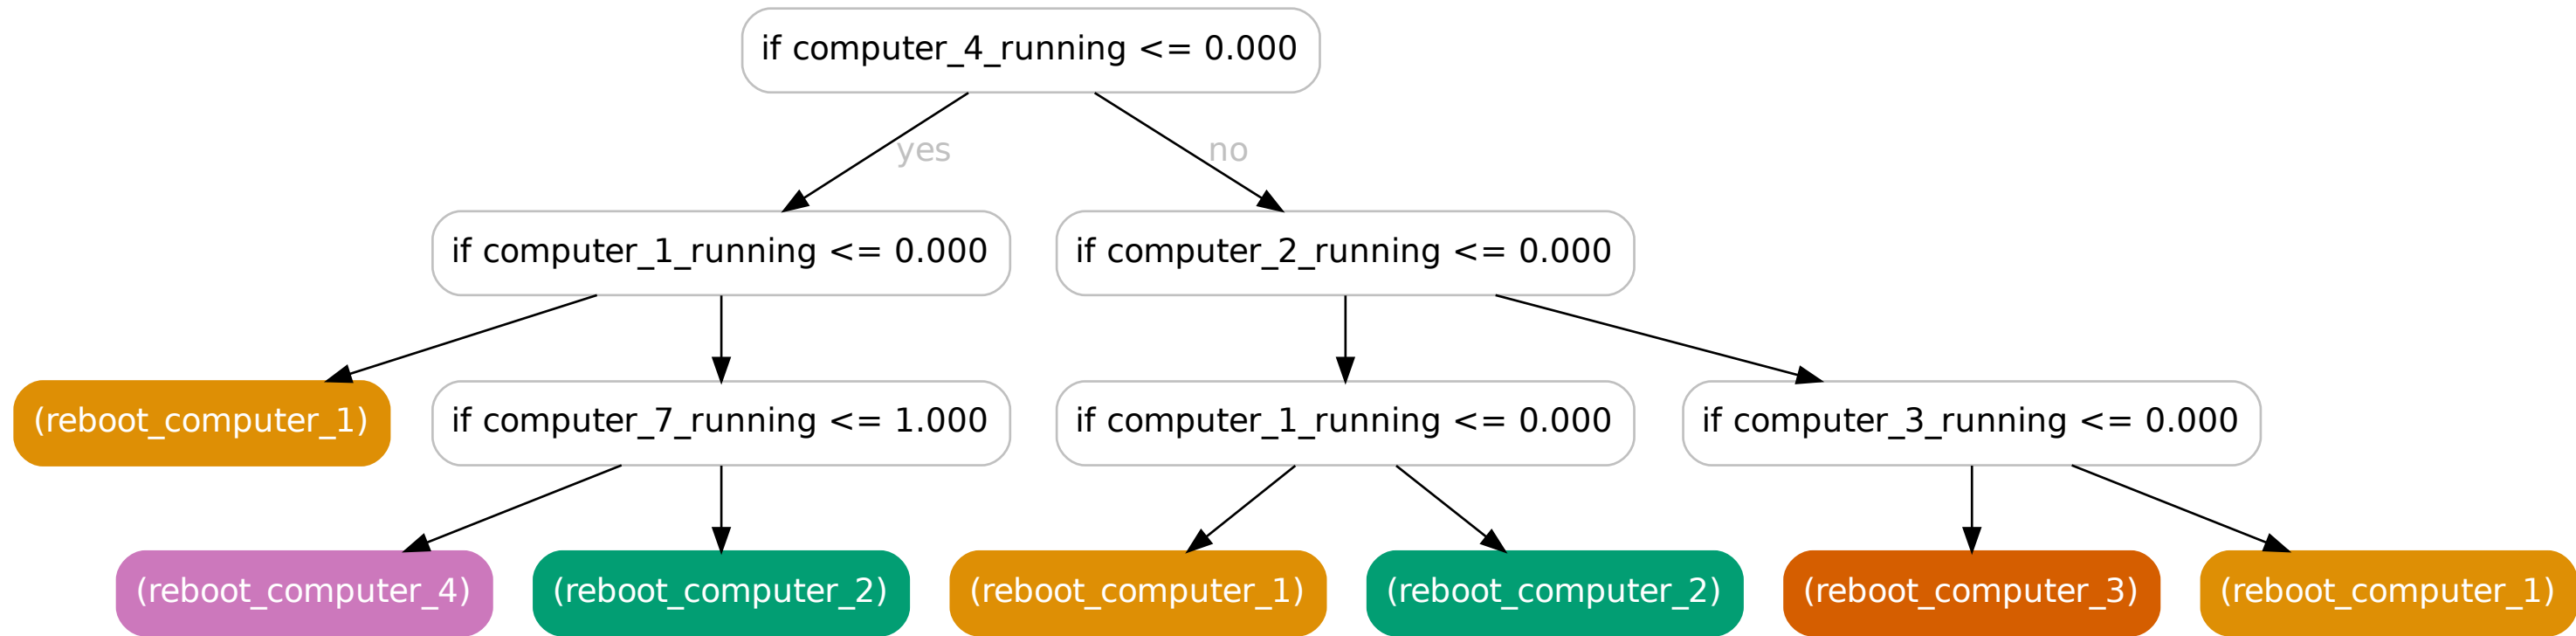 if computer_4_running <= 0.000
yes
no
if computer_1_running <= 0.000
if computer_2_running <= 0.000
(reboot_computer_1)
if computer_7_running <= 1.000
if computer_1_running <= 0.000
if computer_3_running <= 0.000
(reboot_computer_4)
(reboot_computer_2)
(reboot_computer_1)
(reboot_computer_2)
(reboot_computer_3)
(reboot_computer_1)